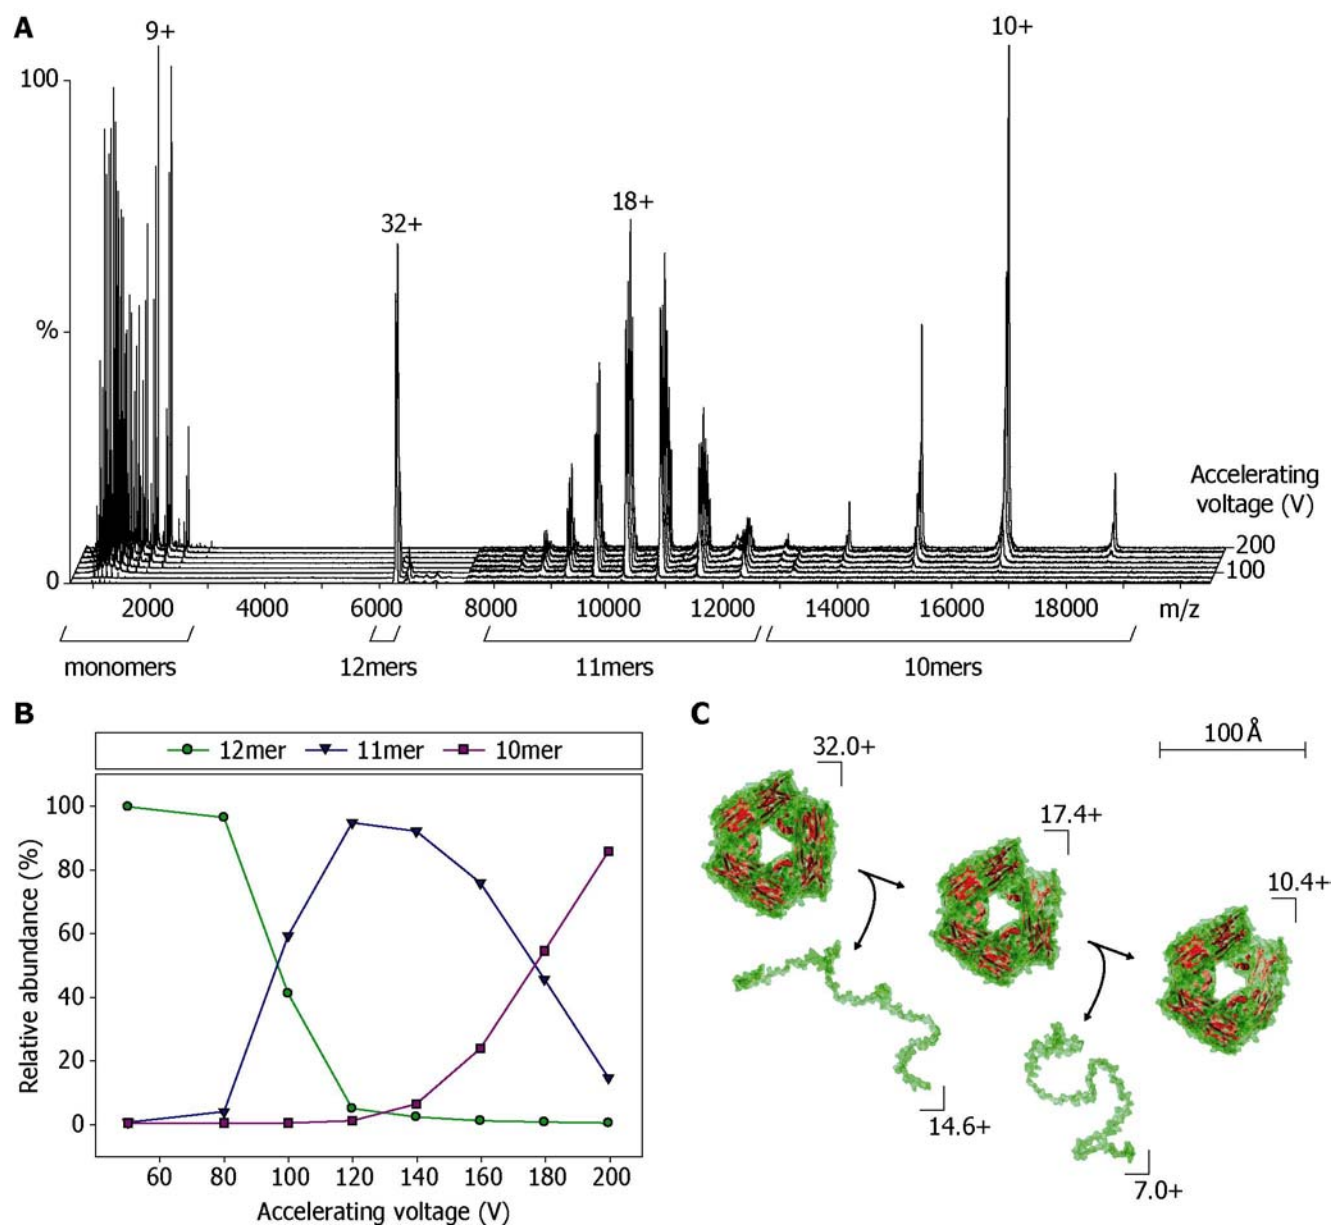 A
9+
10+
100
32+
18+
%
Accelerating
voltage (V)
200
100
0
2000 4000 6000 8000 10000 12000 14000 16000 18000 m/z
monomers 12mers 11mers 10mers
B
12mer 11mer 10mer
Relative abundance (%)
100
80
60
40
20
0
60 80 100 120 140 160 180 200
Accelerating voltage (V)
C
100 Å
32.0+
17.4+
10.4+
14.6+
7.0+